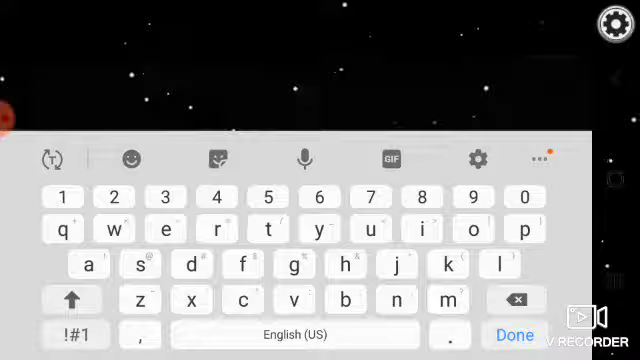 T GIF
1 2 3 4 5 6 7 8 9 0
q w e r t y u i o p
a s d f g h j k l
z x c v b n m
!#1 , English (US) . Done
V RECORDER